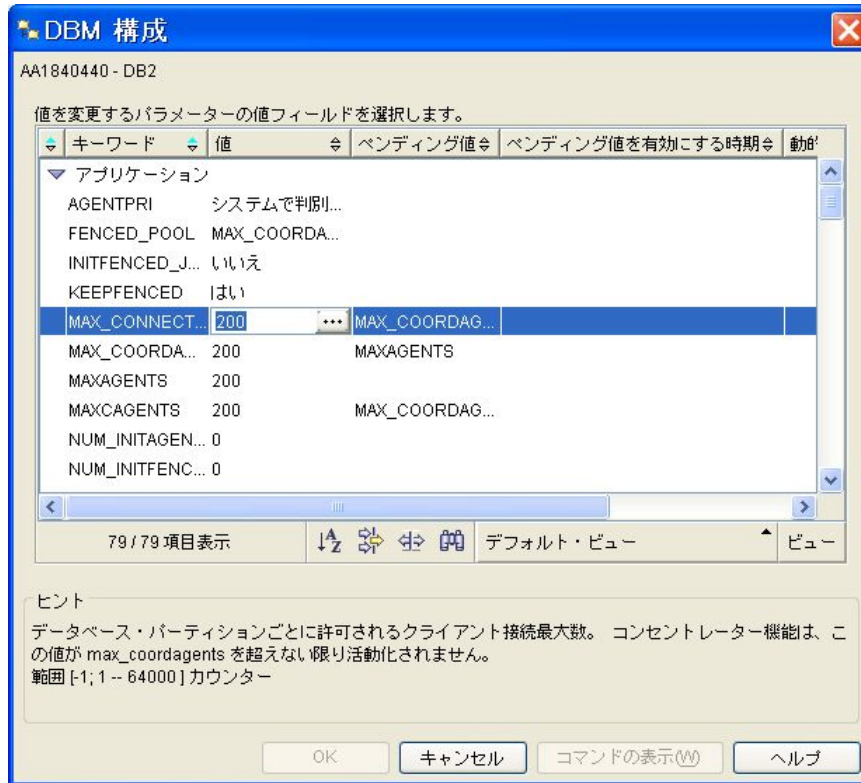 DBM 構成
AA1840440 - DB2
値を変更するパラメーターの値フィールドを選択します。
キーワード 値 ペンディング値 ペンディング値を有効にする時期 動的
アプリケーション
AGENTPRI システムで判別...
FENCED_POOL MAX_COORDA...
INITFENCED_J... いいえ
KEEPFENCED はい
MAX_CONNECT... 200 ... MAX_COORDAG...
MAX_COORDA... 200 MAXAGENTS
MAXAGENTS 200
MAXCAGENTS 200 MAX_COORDAG...
NUM_INITAGEN... 0
NUM_INITFENC... 0
79 / 79 項目表示 デフォルト・ビュー ビュー
ヒント
データベース・パーティションごとに許可されるクライアント接続最大数。 コンセントレーター機能は、こ
の値が max_coordagents を超えない限り活動化されません。
範囲 [-1; 1 -- 64000 ] カウンター
OK キャンセル コマンドの表示(W) ヘルプ